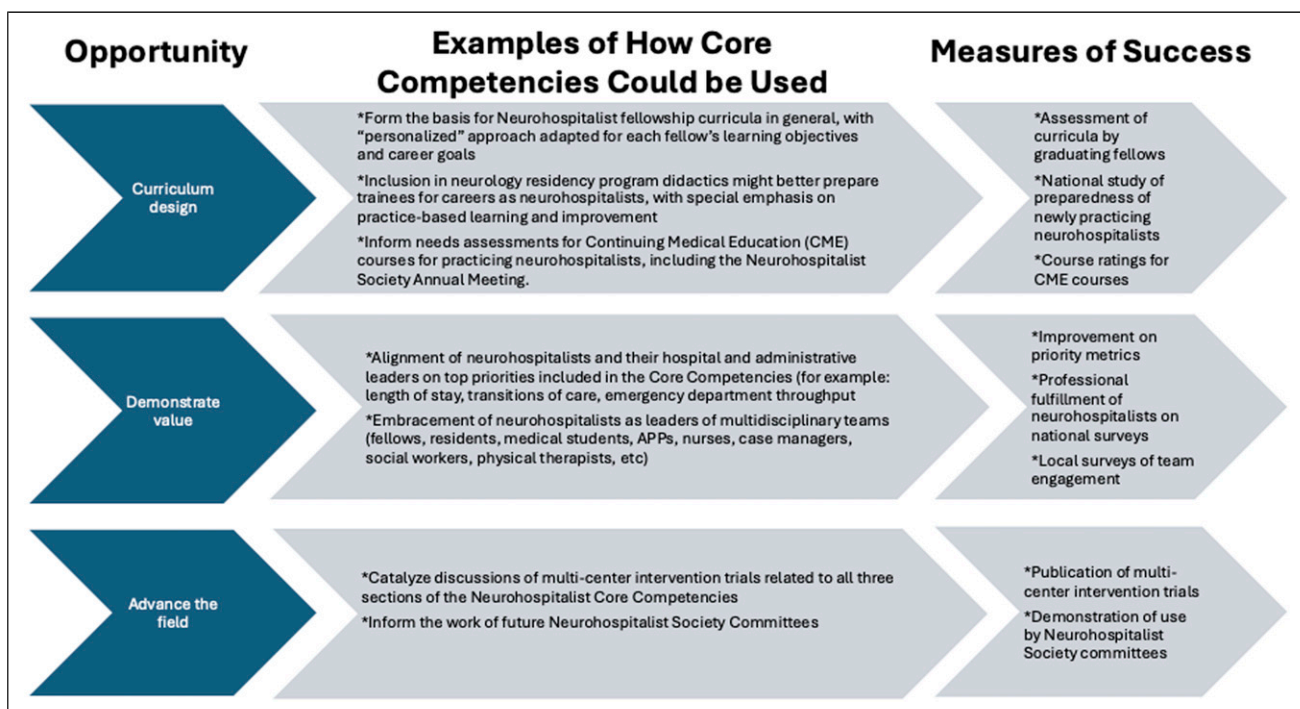 Opportunity
Examples of How Core
Competencies Could be Used
Measures of Success
Curriculum
design
*Form the basis for Neurohospitalist fellowship curricula in general, with
“personalized” approach adapted for each fellow’s learning objectives
and career goals
*Inclusion in neurology residency program didactics might better prepare
trainees for careers as neurohospitalists, with special emphasis on
practice-based learning and improvement
*Inform needs assessments for Continuing Medical Education (CME)
courses for practicing neurohospitalists, including the Neurohospitalist
Society Annual Meeting.
*Assessment of
curricula by
graduating fellows
*National study of
preparedness of
newly practicing
neurohospitalists
*Course ratings for
CME courses
Demonstrate
value
*Alignment of neurohospitalists and their hospital and administrative
leaders on top priorities included in the Core Competencies (for example:
length of stay, transitions of care, emergency department throughput
*Embracement of neurohospitalists as leaders of multidisciplinary teams
(fellows, residents, medical students, APPs, nurses, case managers,
social workers, physical therapists, etc)
*Improvement on
priority metrics
*Professional
fulfillment of
neurohospitalists on
national surveys
*Local surveys of team
engagement
Advance the
field
*Catalyze discussions of multi-center intervention trials related to all three
sections of the Neurohospitalist Core Competencies
*Inform the work of future Neurohospitalist Society Committees
*Publication of multi-
center intervention trials
*Demonstration of use
by Neurohospitalist
Society committees